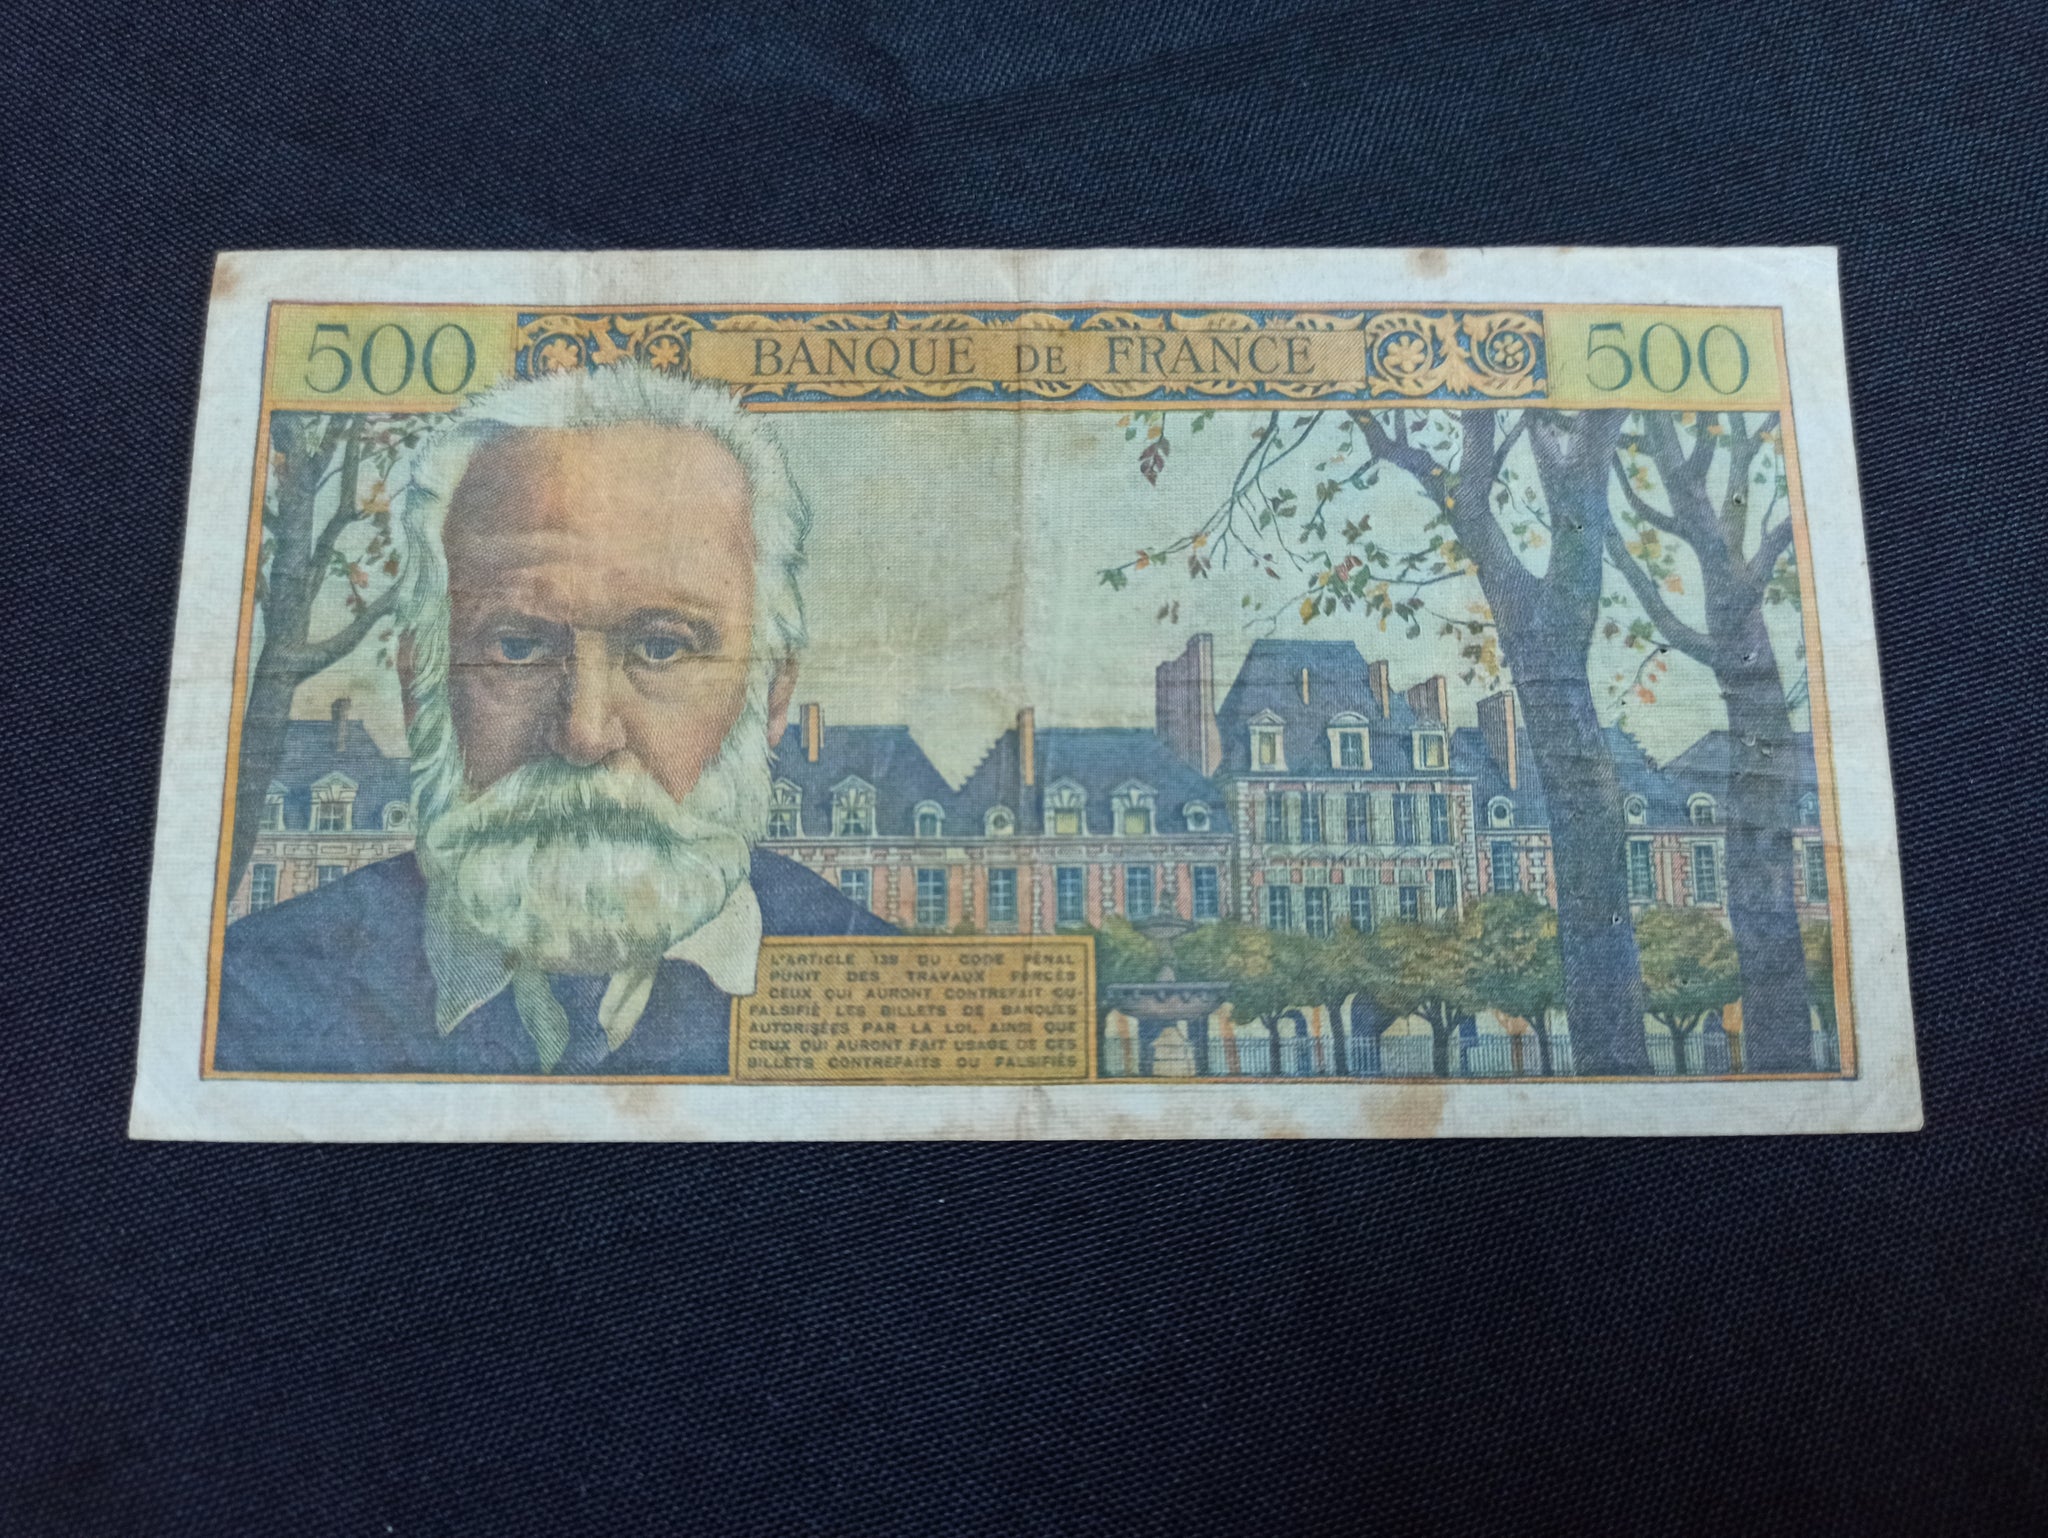 500 BANQUE DE FRANCE 500
L'ARTICLE 139 DU CODE PÉNAL
PUNIT DES TRAVAUX FORCÉS
CEUX QUI AURONT CONTREFAIT OU
FALSIFIÉ LES BILLETS DE BANQUES
AUTORISÉES PAR LA LOI, AINSI QUE
CEUX QUI AURONT FAIT USAGE DE CES
BILLETS CONTREFAITS OU FALSIFIÉS